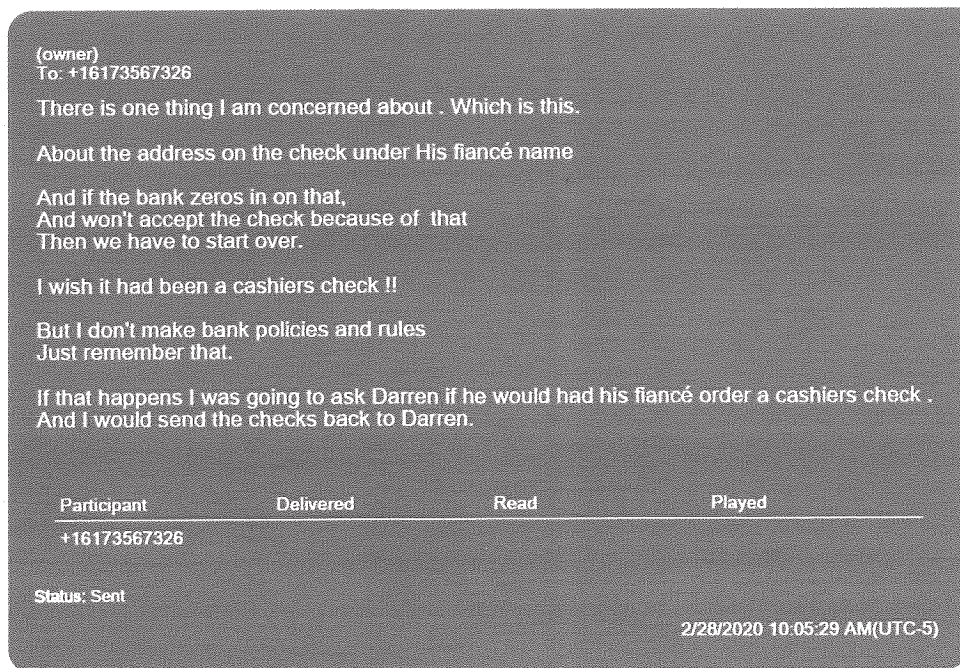 (owner)
To: +16173567326
There is one thing I am concerned about . Which is this.
About the address on the check under His fiancé name
And if the bank zeros in on that,
And won't accept the check because of  that
Then we have to start over.
I wish it had been a cashiers check !!
But I don't make bank policies and rules
Just remember that.
If that happens I was going to ask Darren if he would had his fiancé order a cashiers check .
And I would send the checks back to Darren.
Participant Delivered Read Played
+16173567326
Status: Sent
2/28/2020 10:05:29 AM(UTC-5)